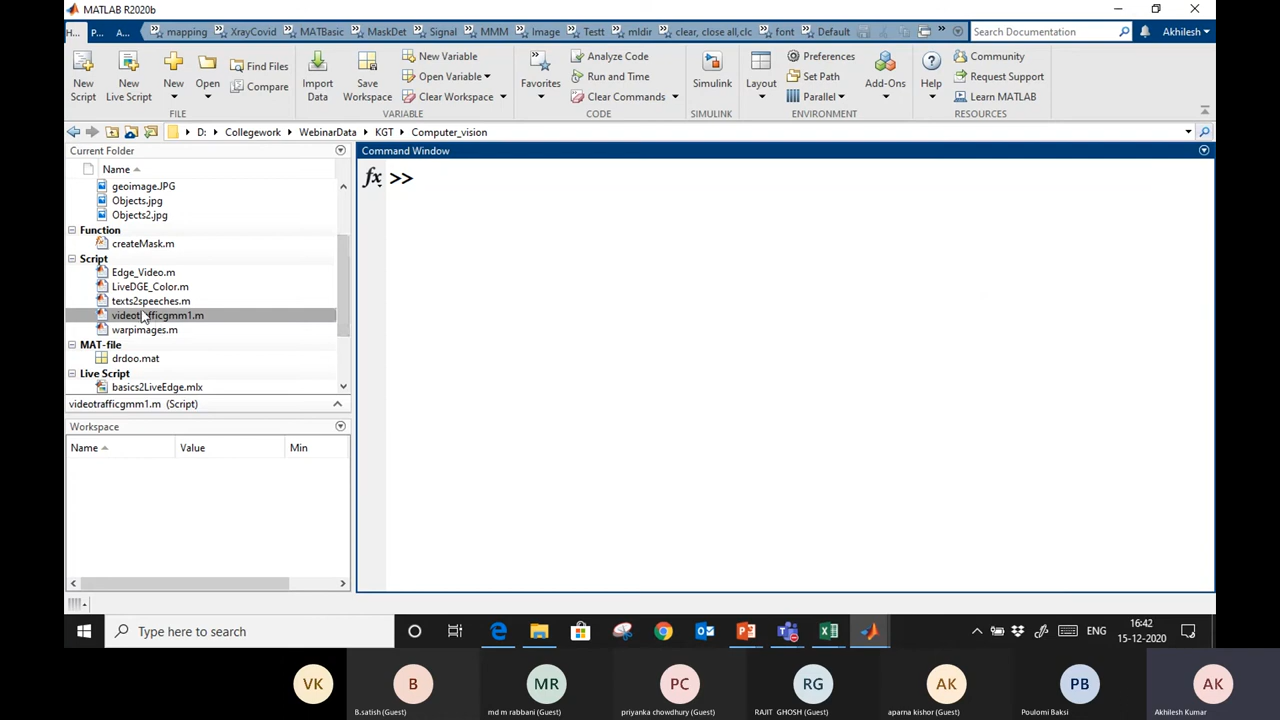 MATLAB R2020b
H... P... A... mapping XrayCovid MATBasic MaskDet Signal MMM Image Testt mldir clear, close all,clc font Default Search Documentation Akhilesh
New Script
New Live Script
New
Open
Find Files
Compare
FILE
Import Data
Save Workspace
New Variable
Open Variable
Clear Workspace
VARIABLE
Favorites
Analyze Code
Run and Time
Clear Commands
CODE
Simulink
SIMULINK
Layout
Preferences
Set Path
Parallel
Add-Ons
ENVIRONMENT
Help
Community
Request Support
Learn MATLAB
RESOURCES
D: Collegework WebinarData KGT Computer_vision
Current Folder
Name
geoimage.JPG
Objects.jpg
Objects2.jpg
Function
createMask.m
Script
Edge_Video.m
LiveDGE_Color.m
texts2speeches.m
videotrafficgmm1.m
warpimages.m
MAT-file
drdoo.mat
Live Script
basics2LiveEdge.mlx
videotrafficgmm1.m (Script)
Workspace
Name Value Min
Command Window
fx >>
Type here to search
ENG
16:42
15-12-2020
VK
B
B.satish (Guest)
MR
md m rabbani (Guest)
PC
priyanka chowdhury (Guest)
RG
RAJIT GHOSH (Guest)
AK
aparna kishor (Guest)
PB
Poulomi Baksi
AK
Akhilesh Kumar